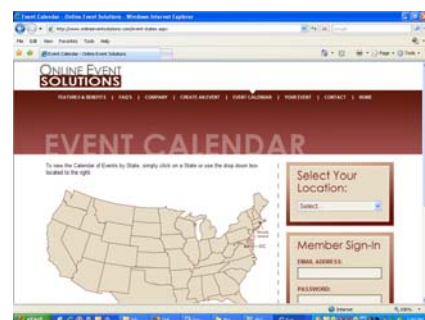 Event Calendar - Online Event Solutions - Windows Internet Explorer
File Edit View Favorites Tools Help
Event Calendar - Online Event Solutions
Page Tools
ONLINE EVENT
SOLUTIONS
FEATURES & BENEFITS | FAQ'S | COMPANY | CREATE AN EVENT | EVENT CALENDAR | YOUR EVENT | CONTACT | HOME
EVENT CALENDAR
To view the Calendar of Events by State, simply click on a State or use the drop down box
located to the right
Select Your
Location:
Select
Member Sign-In
EMAIL ADDRESS:
PASSWORD:
Internet
start